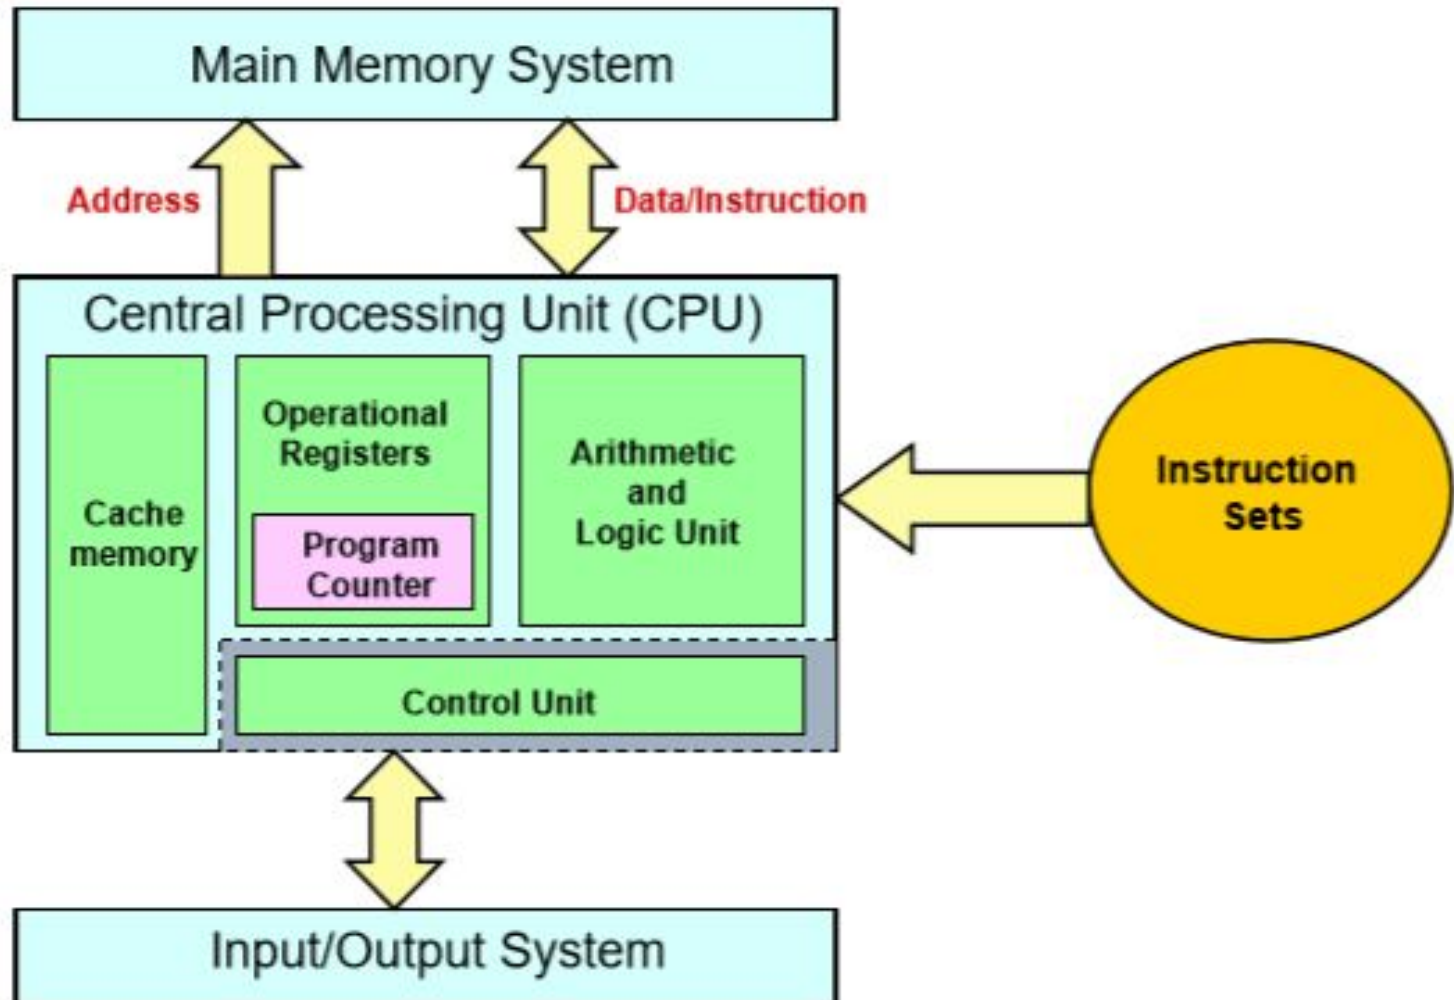 Main Memory System
Address
Data/Instruction
Central Processing Unit (CPU)
Cache
memory
Operational
Registers
Program
Counter
Arithmetic
and
Logic Unit
Control Unit
Instruction
Sets
Input/Output System